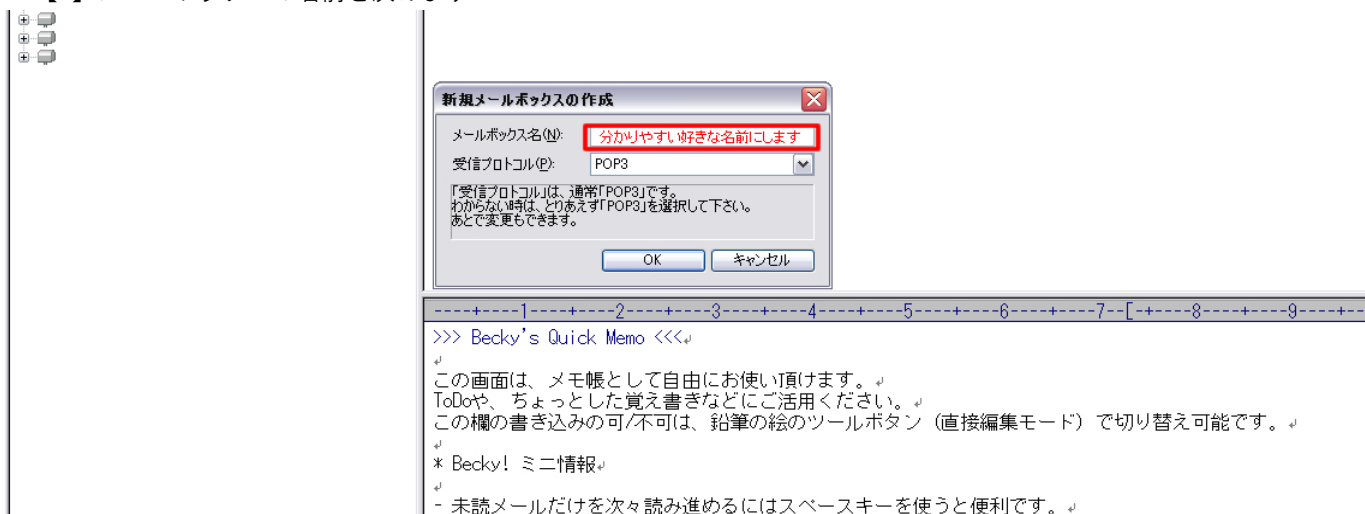 新規メールボックスの作成
メールボックス名(N): 分かりやすい好きな名前にします
受信プロトコル(P): POP3
「受信プロトコル」は、通常「POP3」です。
わからない時は、とりあえず「POP3」を選択して下さい。
あとで変更もできます。
OK キャンセル
----+----1----+----2----+----3----+----4----+----5----+----6----+----7--[-+----8----+----9----+--
>>> Becky's Quick Memo <<<↵
↵
この画面は、メモ帳として自由にお使い頂けます。↵
ToDoや、ちょっとした覚え書きなどにご活用ください。↵
この欄の書き込みの可/不可は、鉛筆の絵のツールボタン（直接編集モード）で切り替え可能です。↵
↵
* Becky! ミニ情報↵
↵
- 未読メールだけを次々読み進めるにはスペースキーを使うと便利です。↵